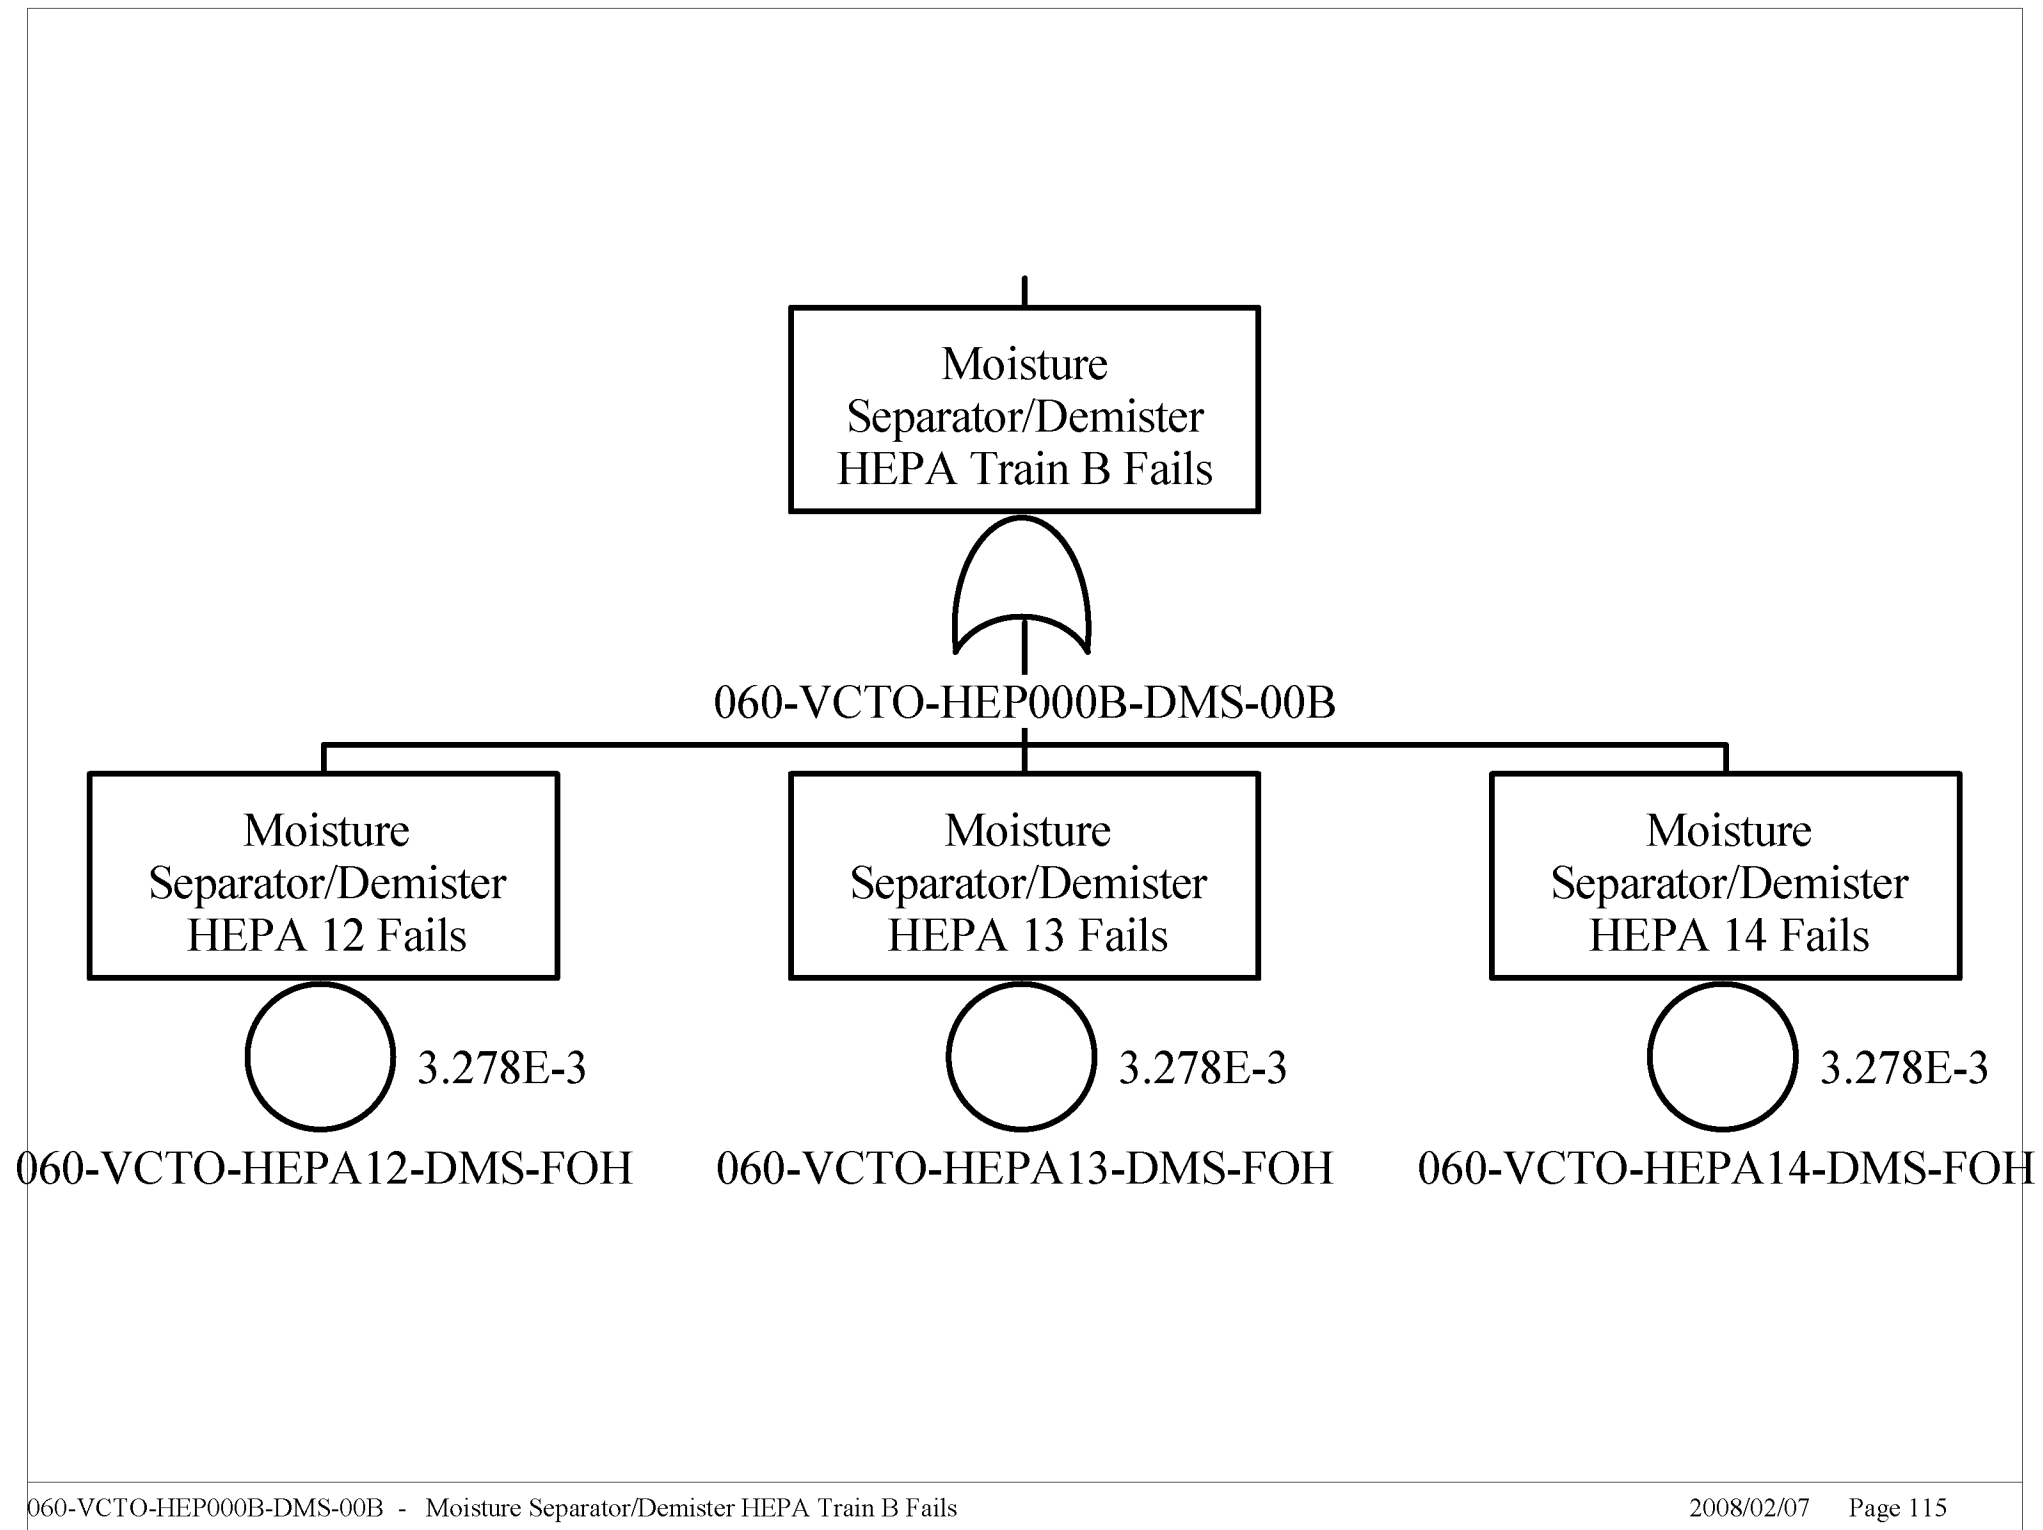 Moisture
Separator/Demister
HEPA Train B Fails
060-VCTO-HEP000B-DMS-00B
Moisture
Separator/Demister
HEPA 12 Fails
3.278E-3
060-VCTO-HEPA12-DMS-FOH
Moisture
Separator/Demister
HEPA 13 Fails
3.278E-3
060-VCTO-HEPA13-DMS-FOH
Moisture
Separator/Demister
HEPA 14 Fails
3.278E-3
060-VCTO-HEPA14-DMS-FOH
060-VCTO-HEP000B-DMS-00B - Moisture Separator/Demister HEPA Train B Fails 2008/02/07 Page 115